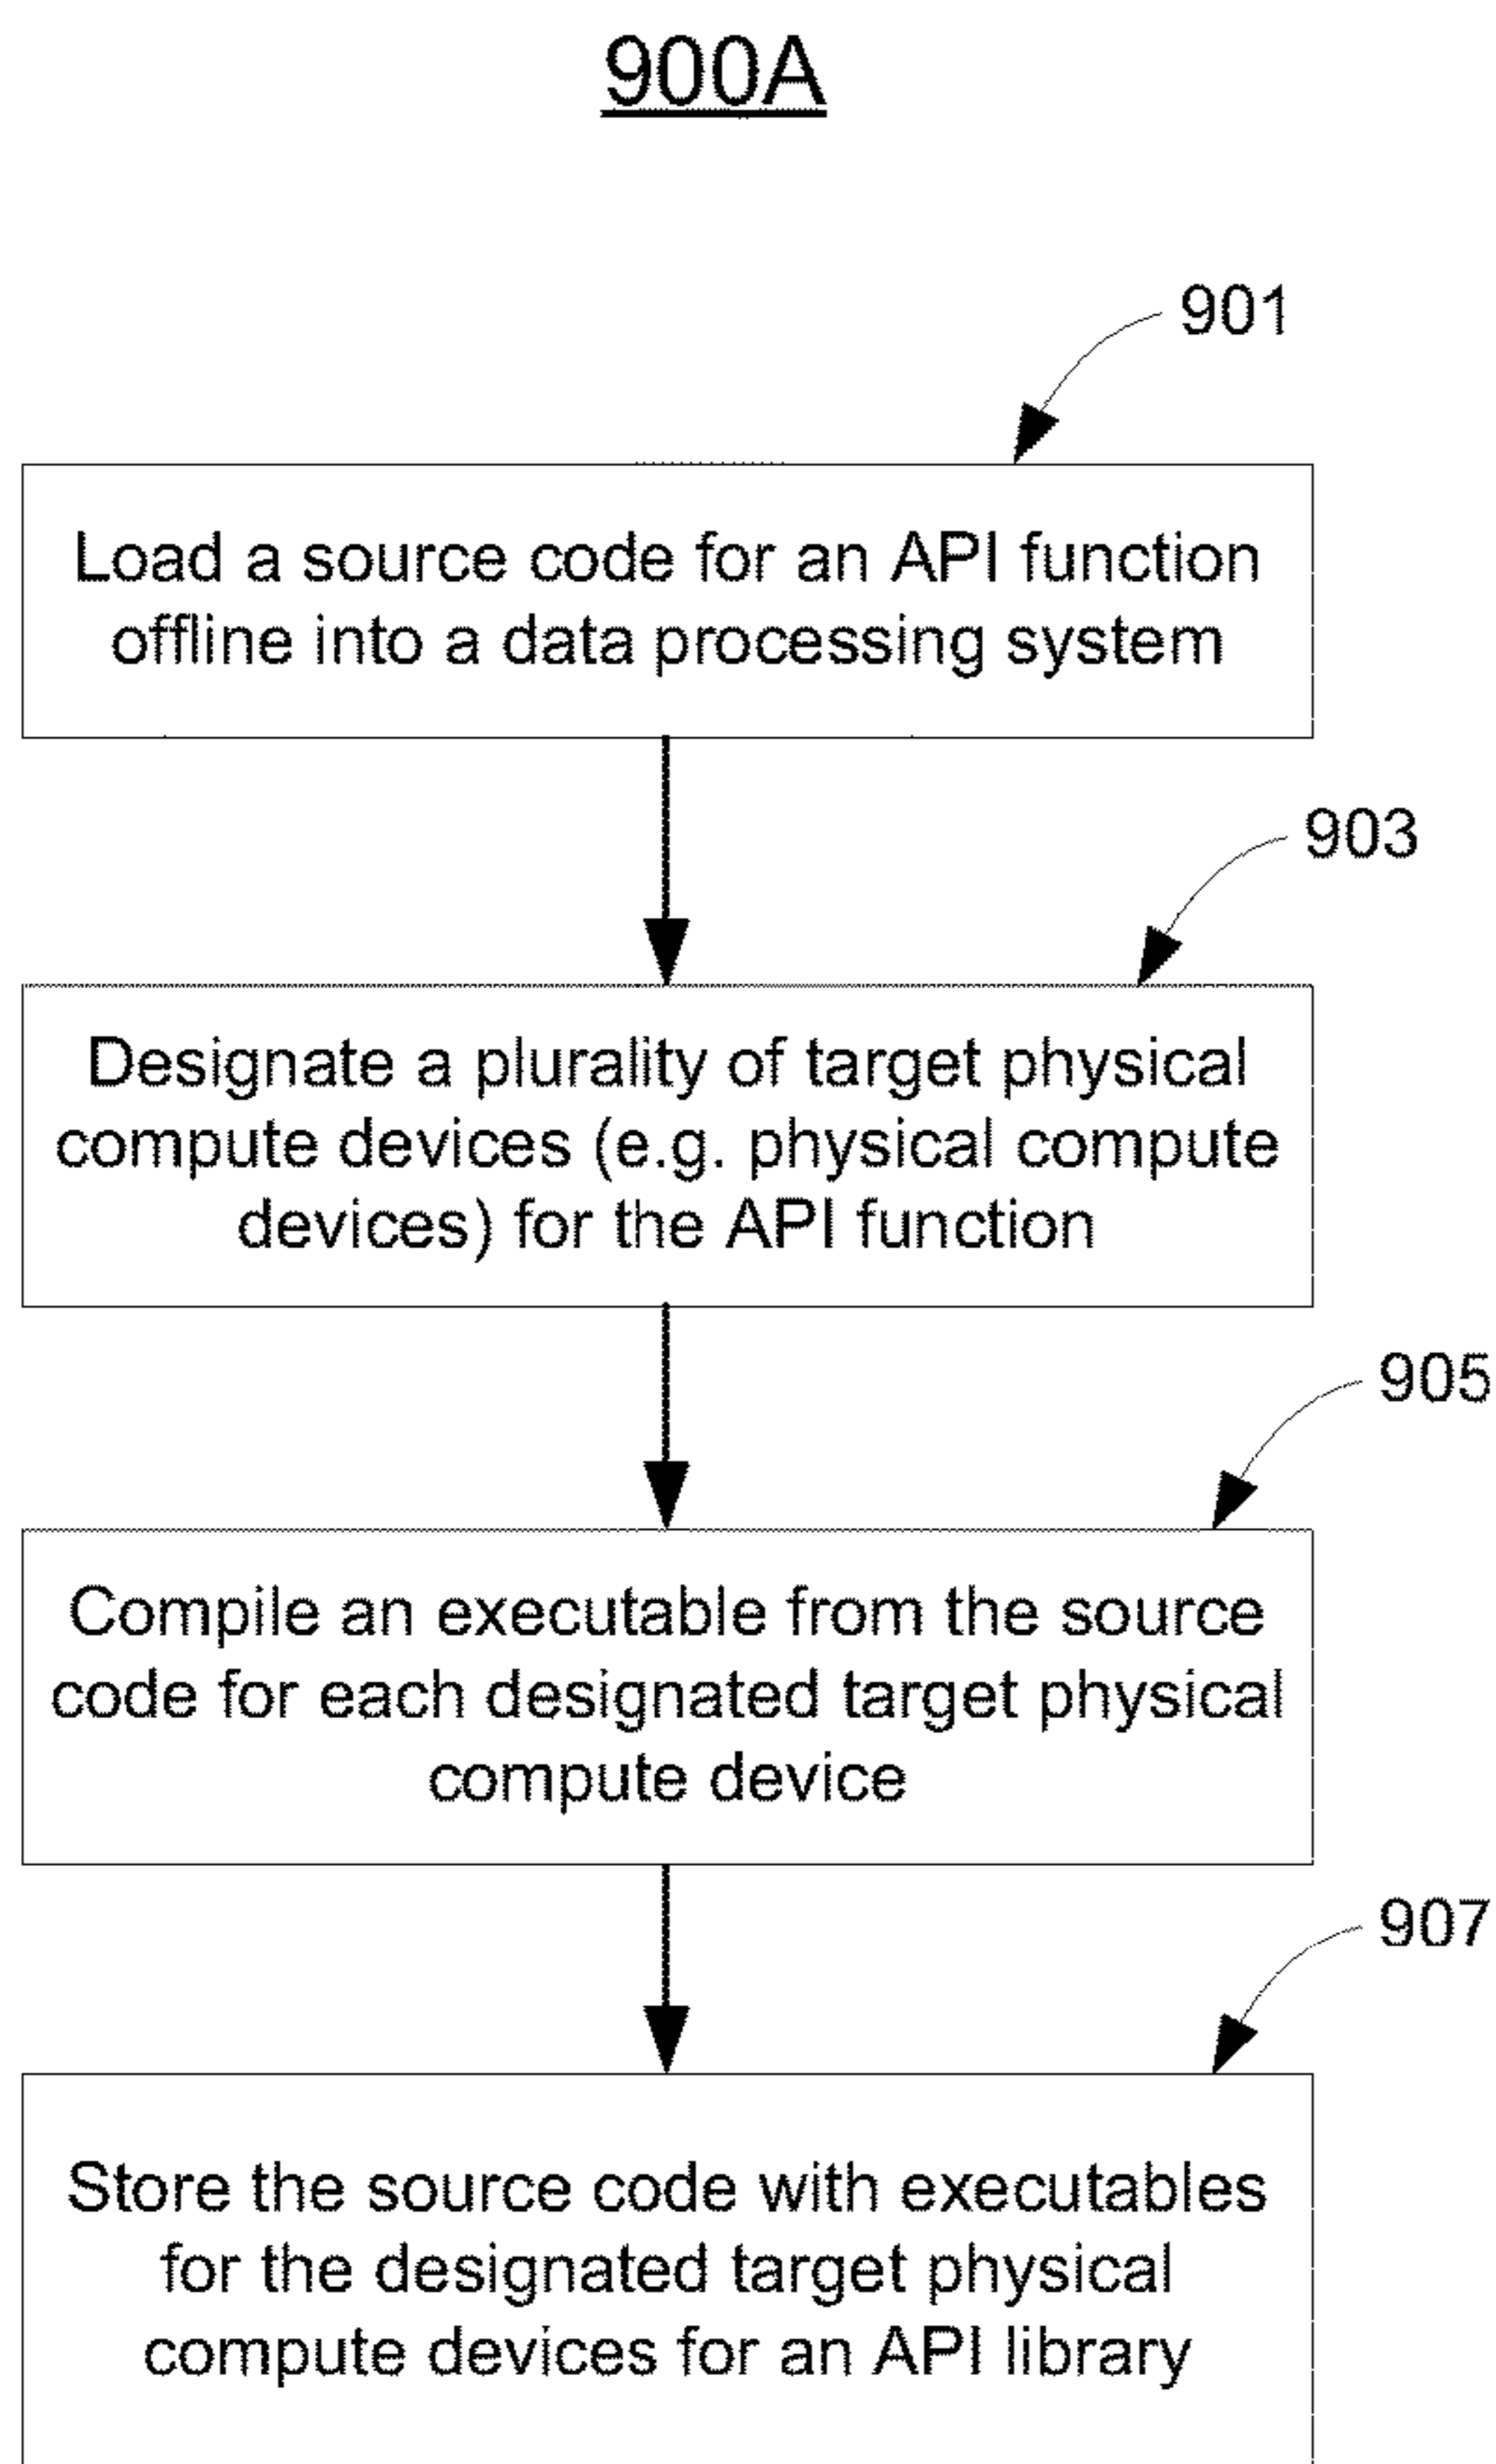 900A
901
Load a source code for an API function
offline into a data processing system
903
Designate a plurality of target physical
compute devices (e.g. physical compute
devices) for the API function
905
Compile an executable from the source
code for each designated target physical
compute device
907
Store the source code with executables
for the designated target physical
compute devices for an API library